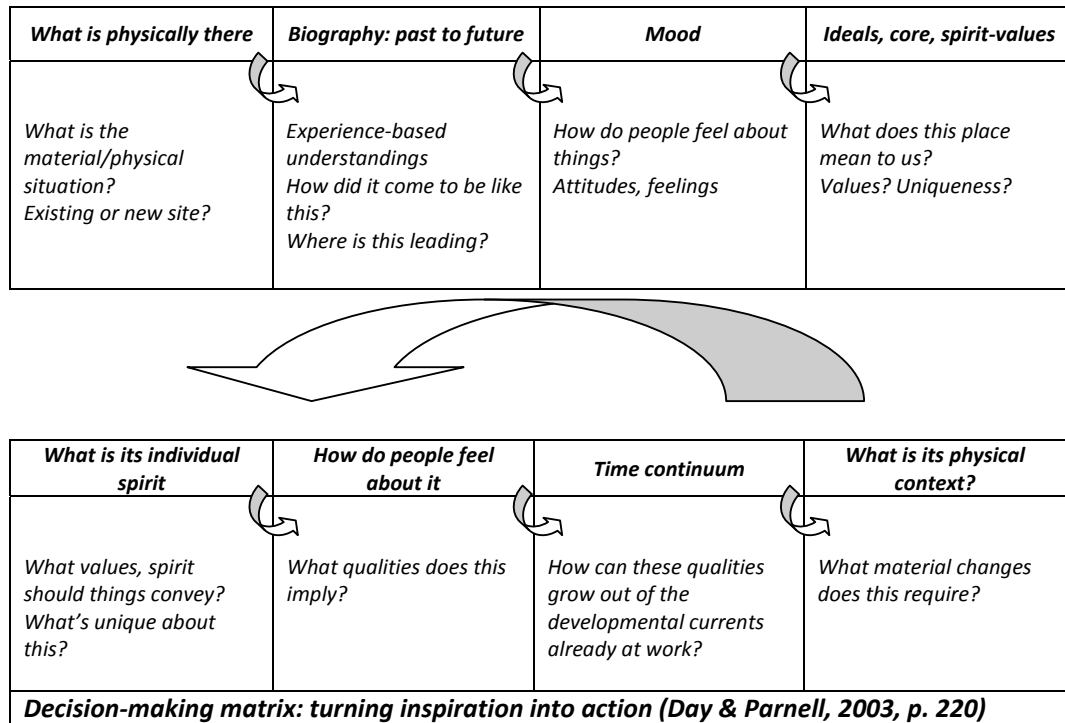 What is physically there
Biography: past to future
Mood
Ideals, core, spirit-values
What is the
material/physical
situation?
Existing or new site?
Experience-based
understandings
How did it come to be like
this?
Where is this leading?
How do people feel about
things?
Attitudes, feelings
What does this place
mean to us?
Values? Uniqueness?
What is its individual
spirit
How do people feel
about it
Time continuum
What is its physical
context?
What values, spirit
should things convey?
What's unique about
this?
What qualities does this
imply?
How can these qualities
grow out of the
developmental currents
already at work?
What material changes
does this require?
Decision-making matrix: turning inspiration into action (Day & Parnell, 2003, p. 220)